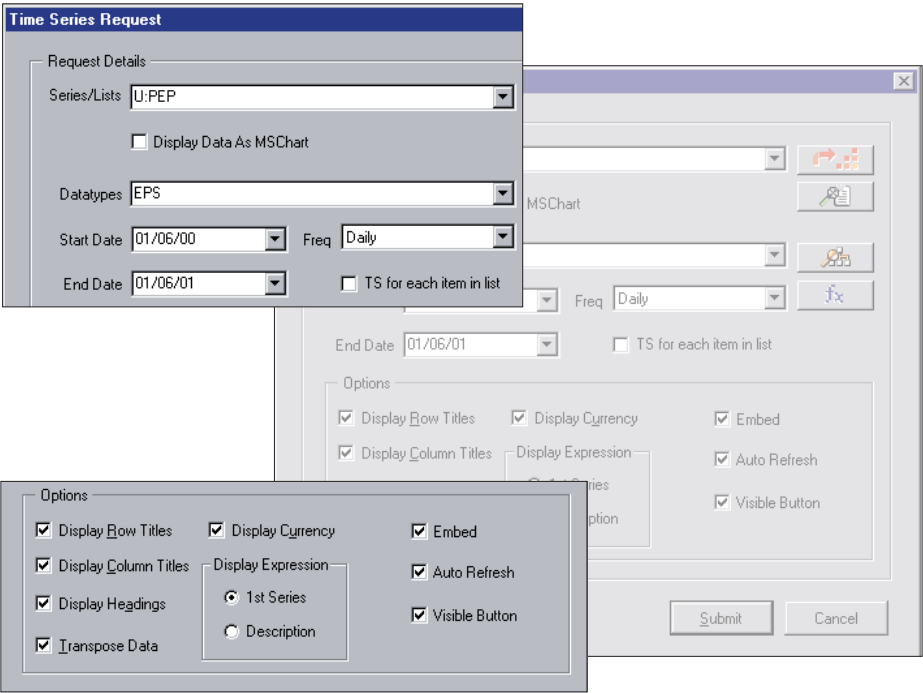 Time Series Request
Request Details
Series/Lists U:PEP
Display Data As MSChart
Datatypes EPS
Start Date 01/06/00 Freq Daily
End Date 01/06/01 TS for each item in list
MSChart
Freq Daily
fx
End Date 01/06/01 TS for each item in list
Options
Display Row Titles Display Currency Embed
Display Column Titles Display Expression Auto Refresh
Visible Button
Options
Display Row Titles Display Currency Embed
Display Column Titles Display Expression Auto Refresh
Display Headings 1st Series Visible Button
Transpose Data Description
Submit Cancel